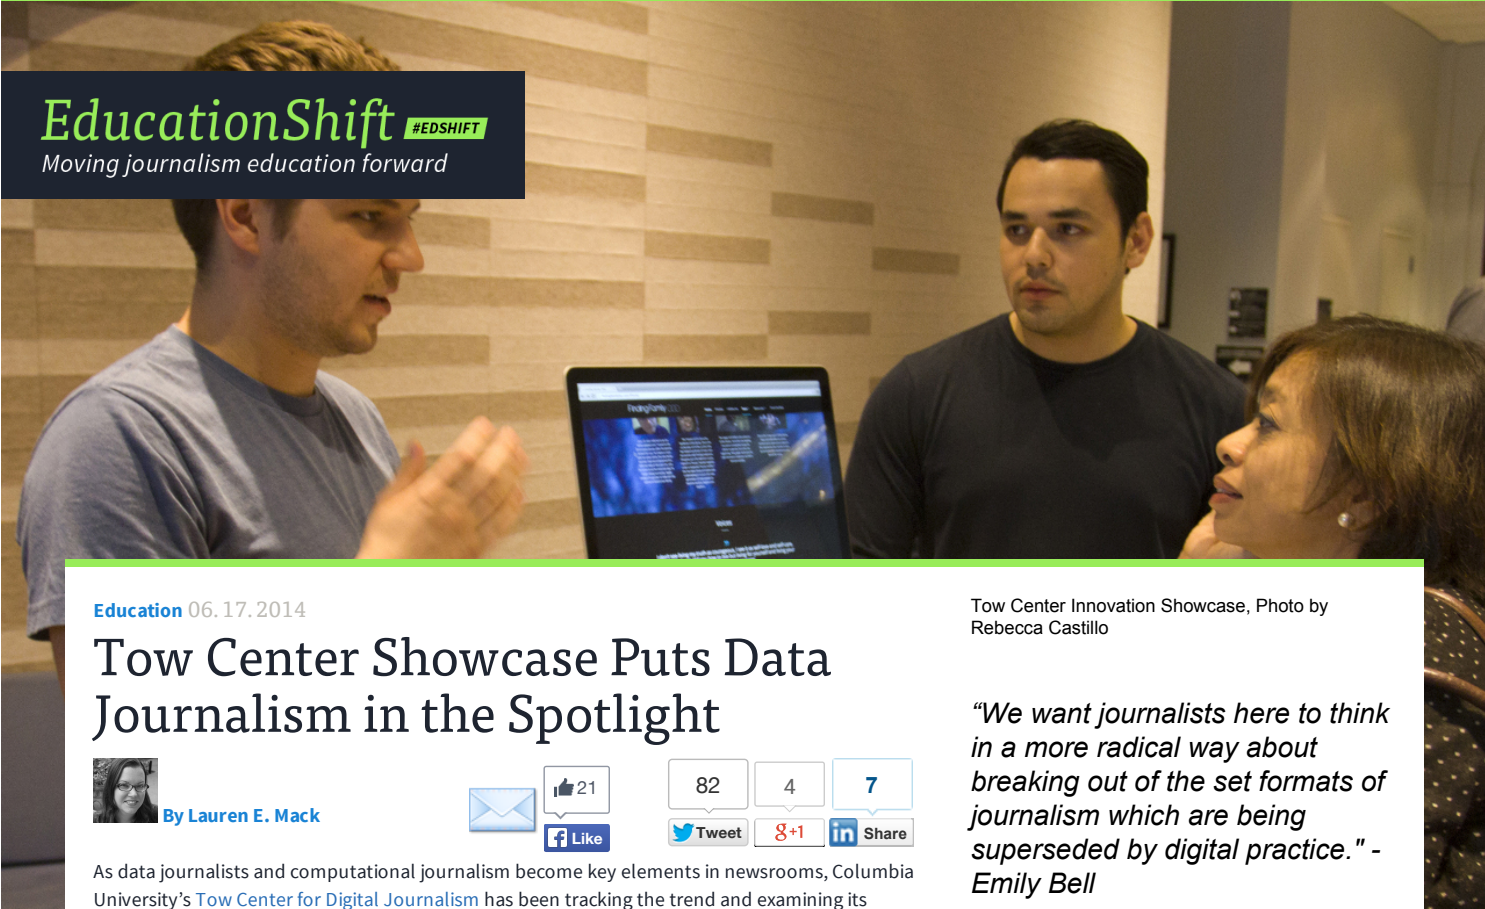 EducationShift #EDSHIFT
Moving journalism education forward
Finding Family
Voices
Education 06.17.2014
Tow Center Showcase Puts Data
Journalism in the Spotlight
By Lauren E. Mack
21
Like
82
Tweet
4
g+1
7
in Share
As data journalists and computational journalism become key elements in newsrooms, Columbia
University’s Tow Center for Digital Journalism has been tracking the trend and examining its
Tow Center Innovation Showcase, Photo by
Rebecca Castillo
“We want journalists here to think
in a more radical way about
breaking out of the set formats of
journalism which are being
superseded by digital practice." -
Emily Bell